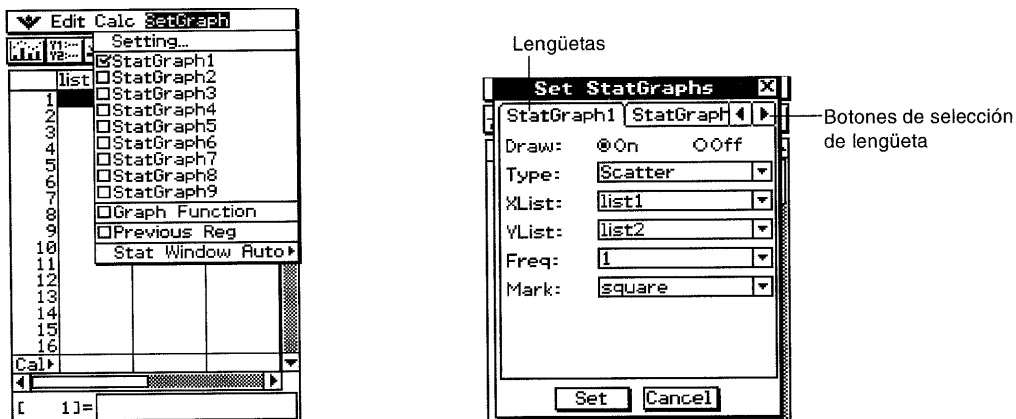 Edit Calc SetGraph
Setting...
Y1:
Y2:
StatGraph1
list
StatGraph2
1
StatGraph3
2
StatGraph4
3
StatGraph5
4
StatGraph6
5
StatGraph7
6
StatGraph8
7
StatGraph9
8
Graph Function
9
Previous Reg
10
Stat Window Auto
11
12
13
14
15
16
Cal
[ 1]=
Lengüetas
Set StatGraphs
StatGraph1 StatGraph
Botones de selección
de lengüeta
Draw: On Off
Type: Scatter
XList: list1
YList: list2
Freq: 1
Mark: square
Set Cancel